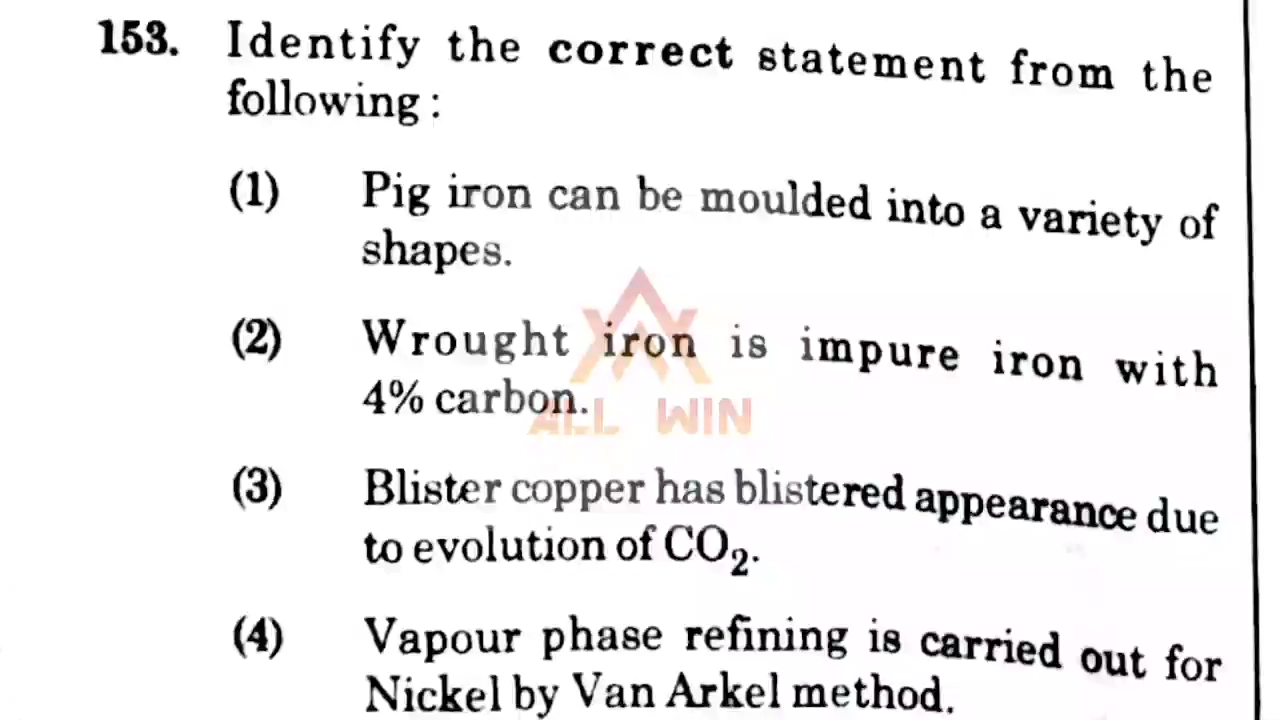 153. Identify the correct statement from the
following :
(1) Pig iron can be moulded into a variety of
shapes.
(2) Wrought iron is impure iron with
4% carbon.
ALL WIN
(3) Blister copper has blistered appearance due
to evolution of CO₂.
(4) Vapour phase refining is carried out for
Nickel by Van Arkel method.